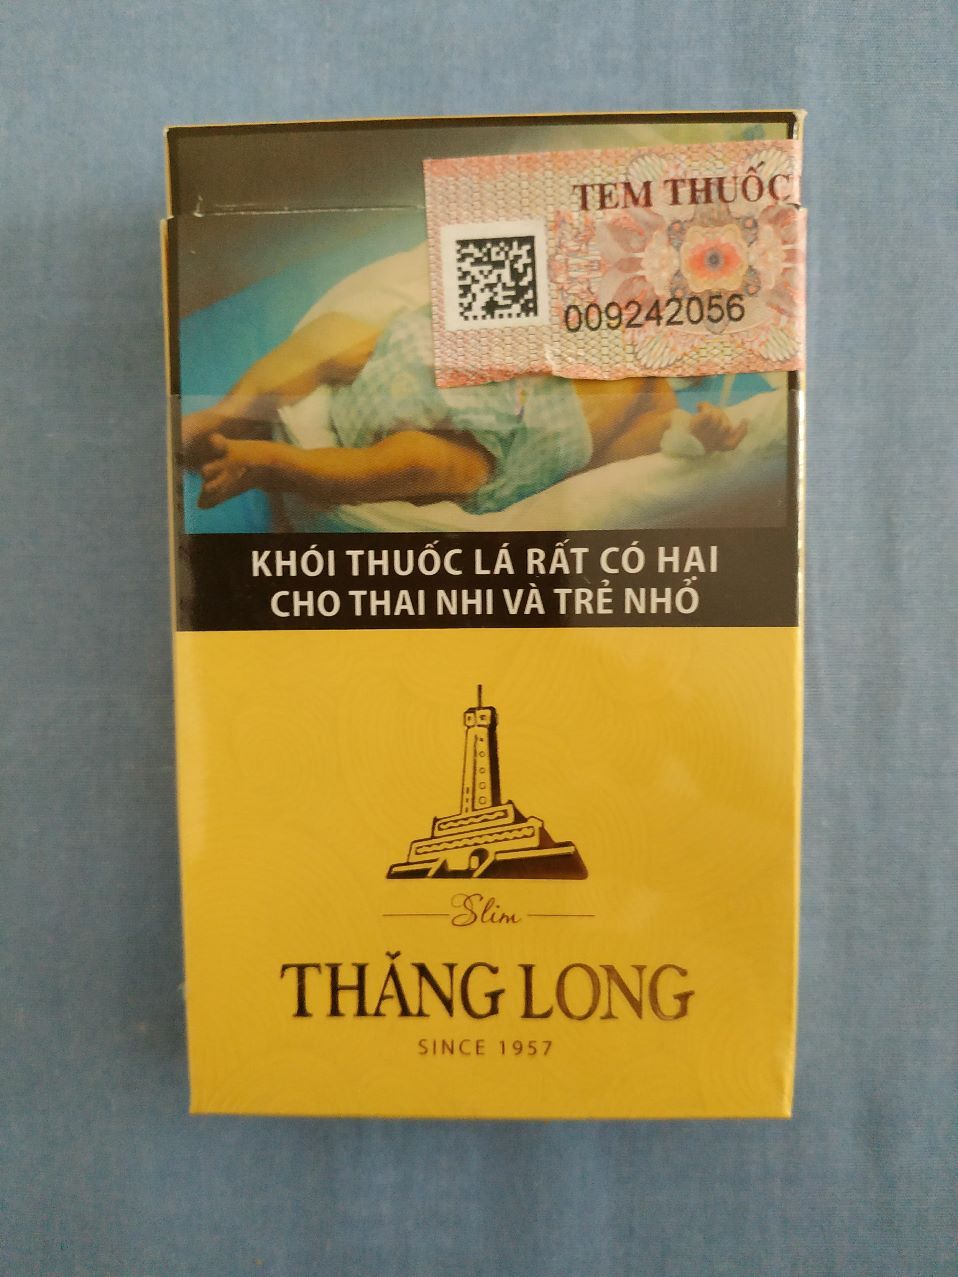 TEM THUỐC
009242056
KHÓI THUỐC LÁ RẤT CÓ HẠI
CHO THAI NHI VÀ TRẺ NHỎ
Slim
THĂNG LONG
SINCE 1957